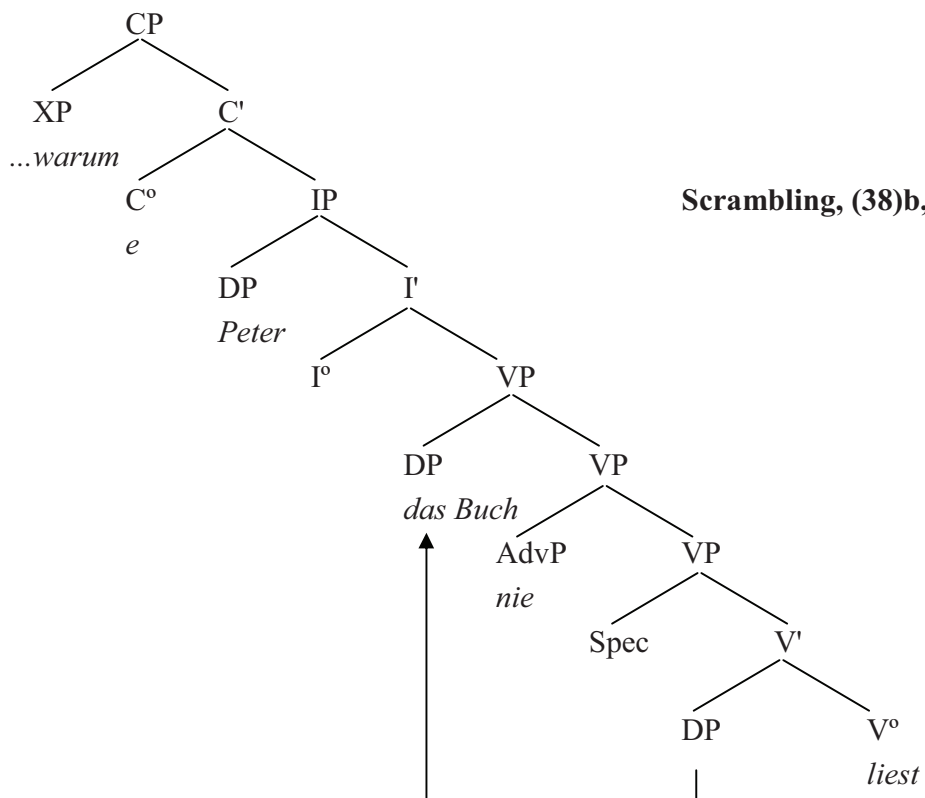 CP
XP C'
...warum
Cº IP
e
Scrambling, (38)b,
DP I'
Peter
Iº VP
DP VP
das Buch
AdvP VP
nie
Spec V'
DP Vº
liest